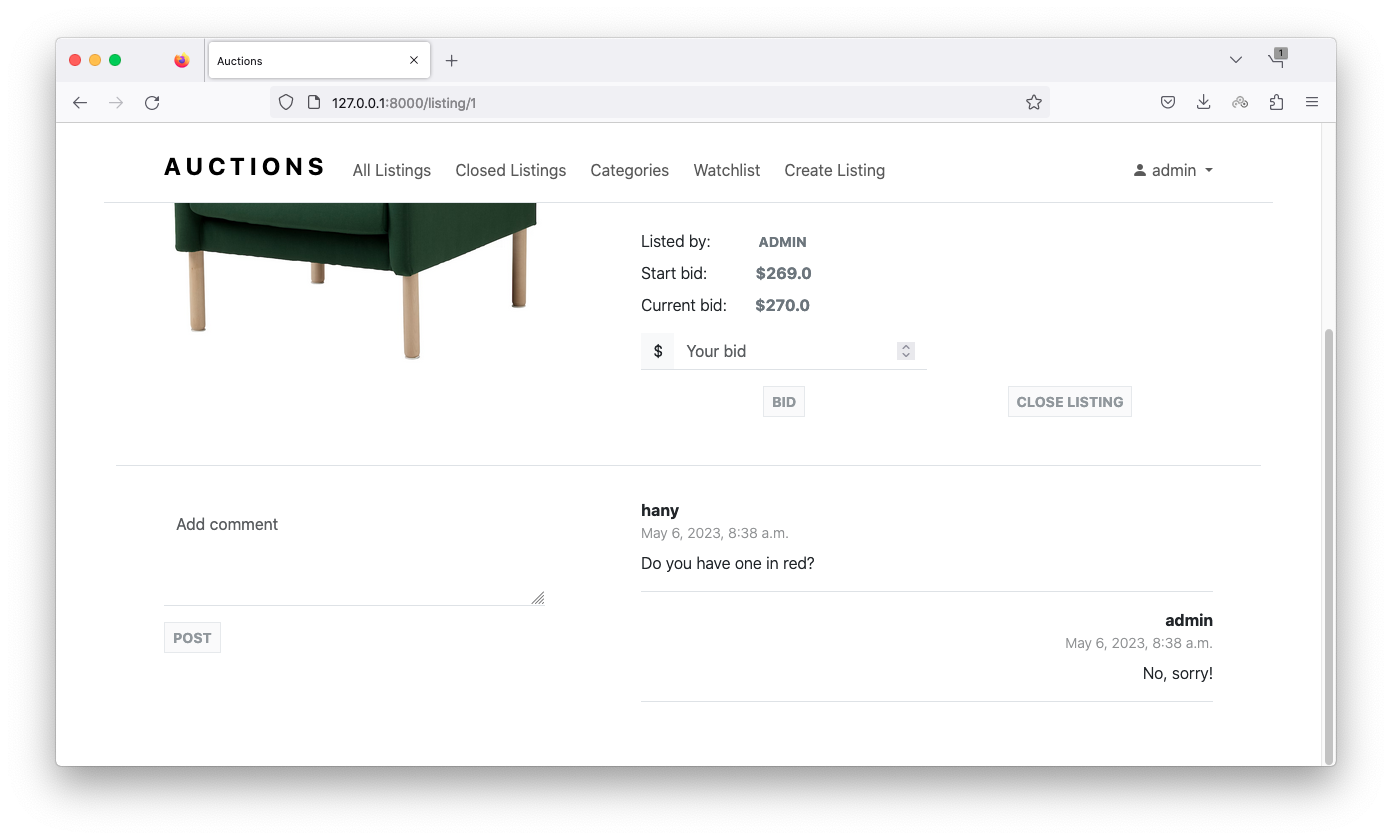 Auctions
1
127.0.0.1:8000/listing/1
AUCTIONS All Listings Closed Listings Categories Watchlist Create Listing admin
Listed by: ADMIN
Start bid: $269.0
Current bid: $270.0
$ Your bid
BID CLOSE LISTING
Add comment
POST
hany
May 6, 2023, 8:38 a.m.
Do you have one in red?
admin
May 6, 2023, 8:38 a.m.
No, sorry!